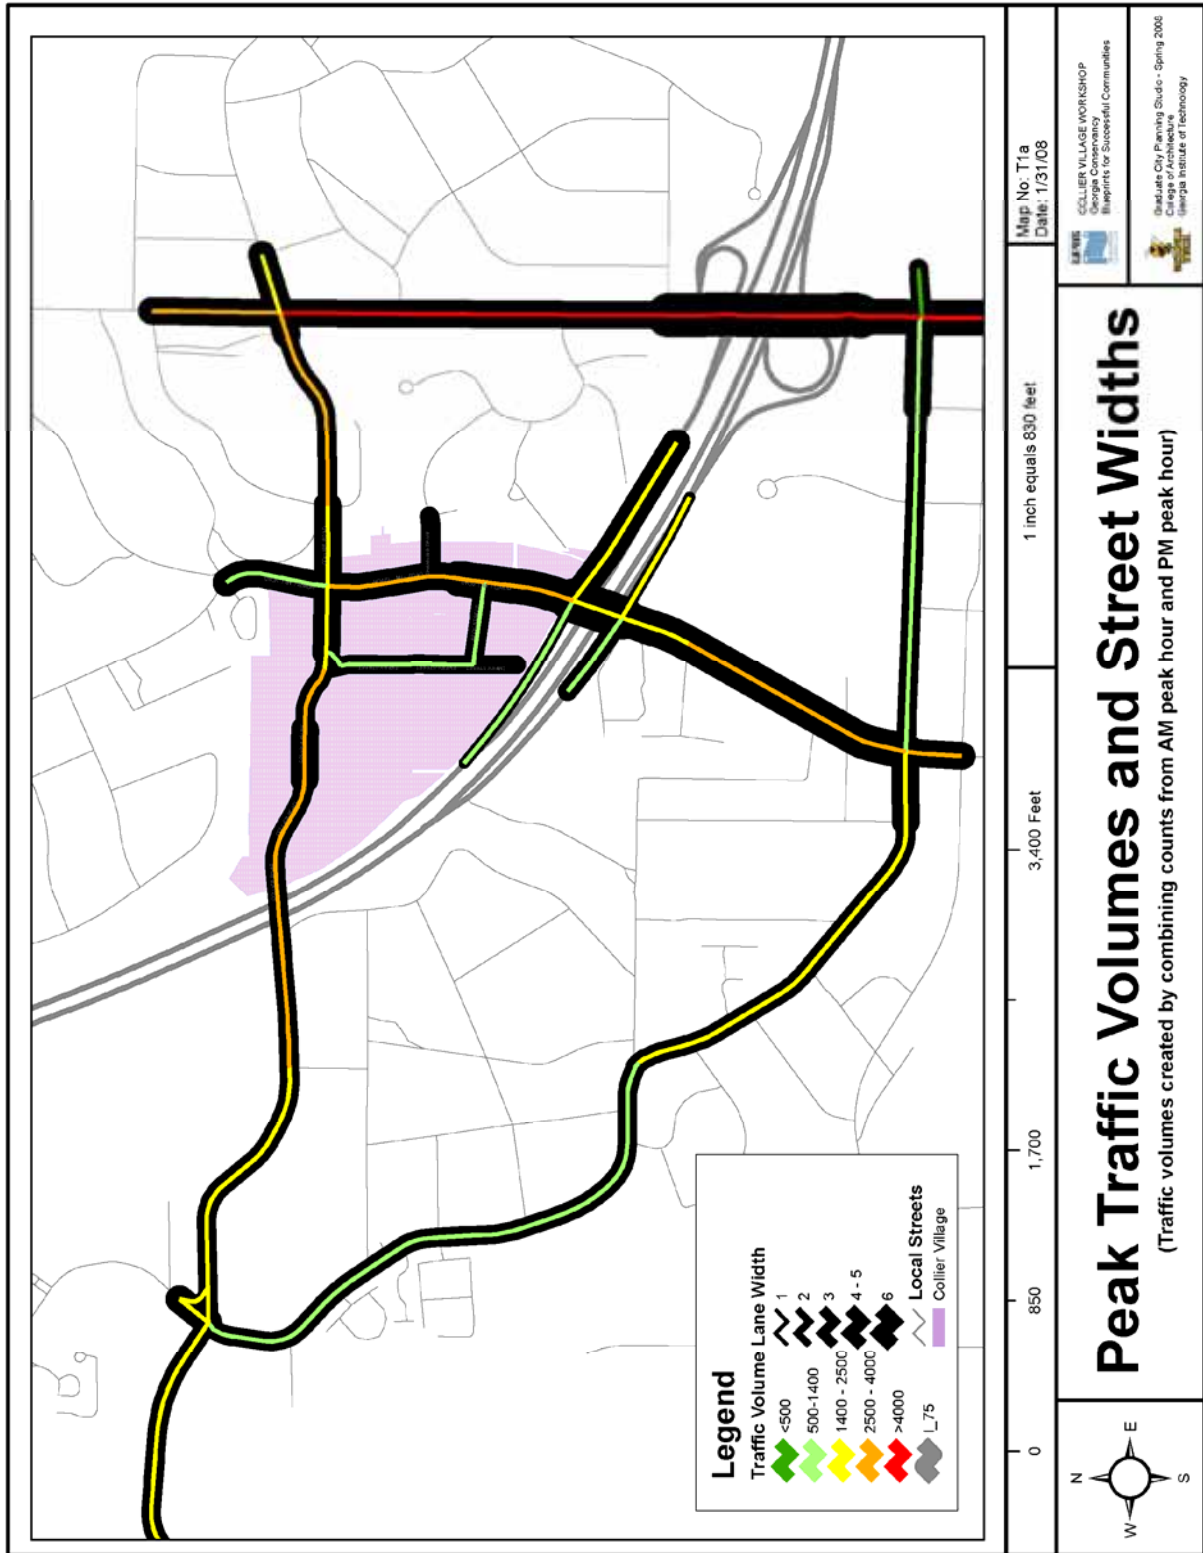 Legend
Traffic Volume
<500
500-1400
1400 - 2500
2500 - 4000
>4000
I_75
Lane Width
1
2
3
4 - 5
6
Local Streets
Collier Village
0
850
1,700
3,400 Feet
1 inch equals 830 feet
Map No: T1a
Date: 1/31/08
N
W
E
S
Peak Traffic Volumes and Street Widths
(Traffic volumes created by combining counts from AM peak hour and PM peak hour)
COLLIER VILLAGE WORKSHOP
Georgia Conservancy
Blueprints for Successful Communities
Graduate City Planning Studio - Spring 2008
College of Architecture
Georgia Institute of Technology